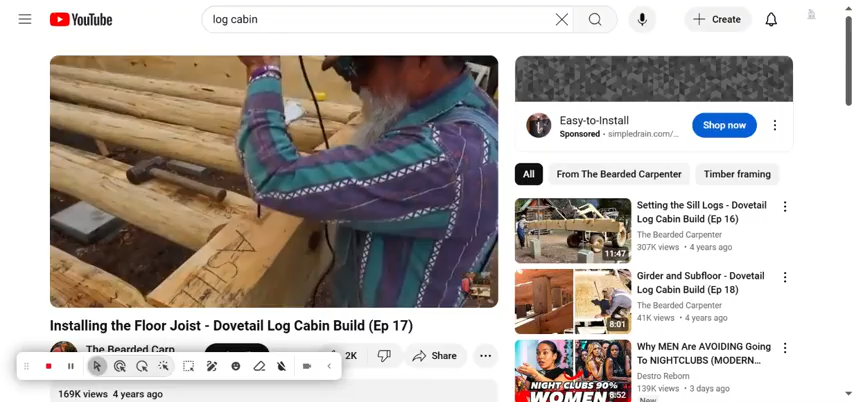 YouTube
log cabin
Create
Easy-to-Install
Sponsored • simpledrain.com/...
Shop now
All
From The Bearded Carpenter
Timber framing
Setting the Sill Logs - Dovetail
Log Cabin Build (Ep 16)
The Bearded Carpenter
307K views • 4 years ago
11:47
Girder and Subfloor - Dovetail
Log Cabin Build (Ep 18)
The Bearded Carpenter
41K views • 4 years ago
8:01
Why MEN Are AVOIDING Going
To NIGHTCLUBS (MODERN...
Destro Reborn
139K views • 3 days ago
New
NIGHT CLUBS 90%
WOMEN
8:52
Installing the Floor Joist - Dovetail Log Cabin Build (Ep 17)
The Bearded Carp
2K
Share
...
169K views 4 years ago